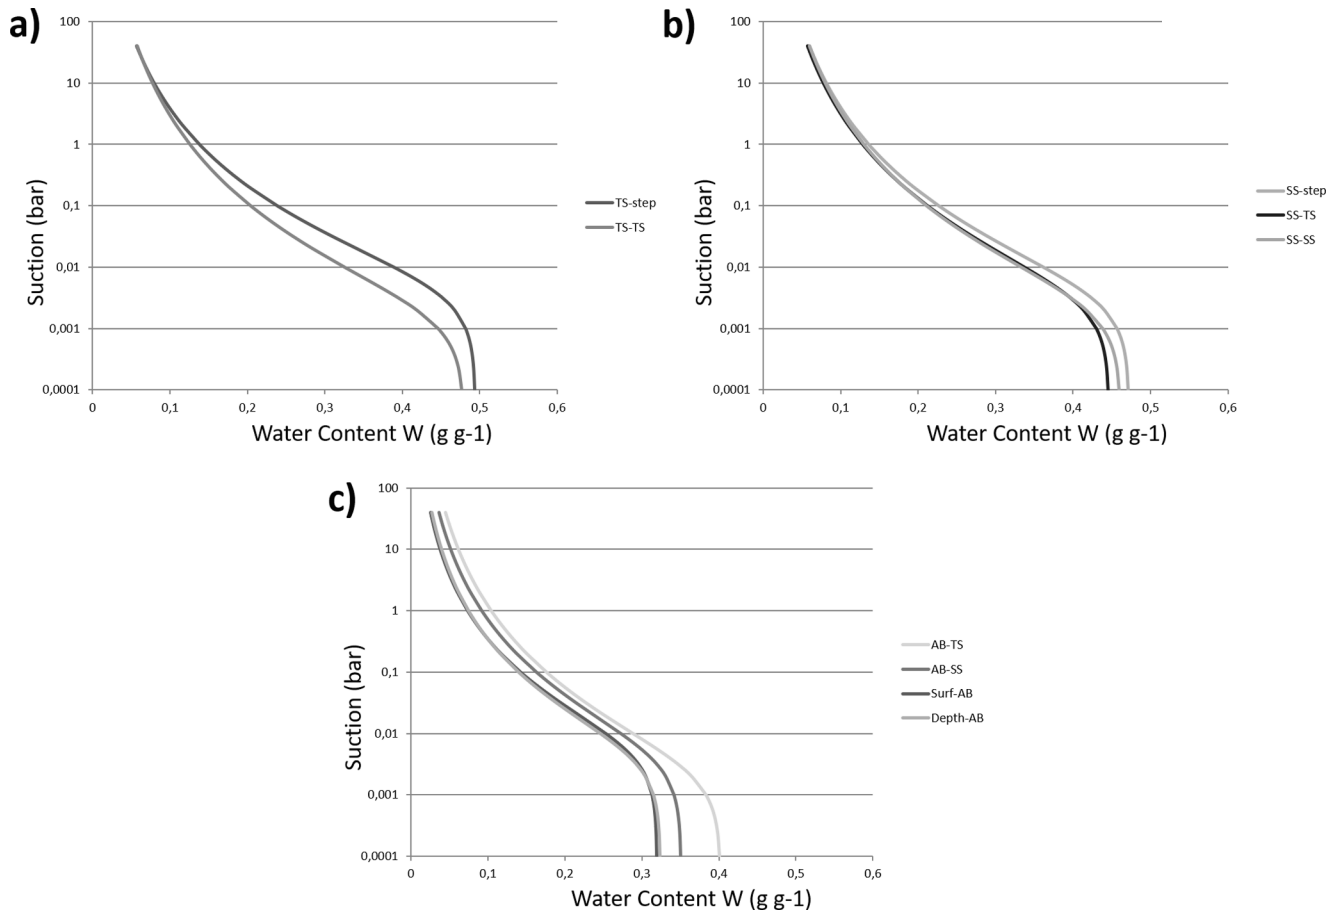 a)
100
10
1
0,1
0,01
0,001
0,0001
Suction (bar)
0 0,1 0,2 0,3 0,4 0,5 0,6
Water Content W (g g-1)
TS-step
TS-TS
b)
100
10
1
0,1
0,01
0,001
0,0001
Suction (bar)
0 0,1 0,2 0,3 0,4 0,5 0,6
Water Content W (g g-1)
SS-step
SS-TS
SS-SS
c)
100
10
1
0,1
0,01
0,001
0,0001
Suction (bar)
0 0,1 0,2 0,3 0,4 0,5 0,6
Water Content W (g g-1)
AB-TS
AB-SS
Surf-AB
Depth-AB